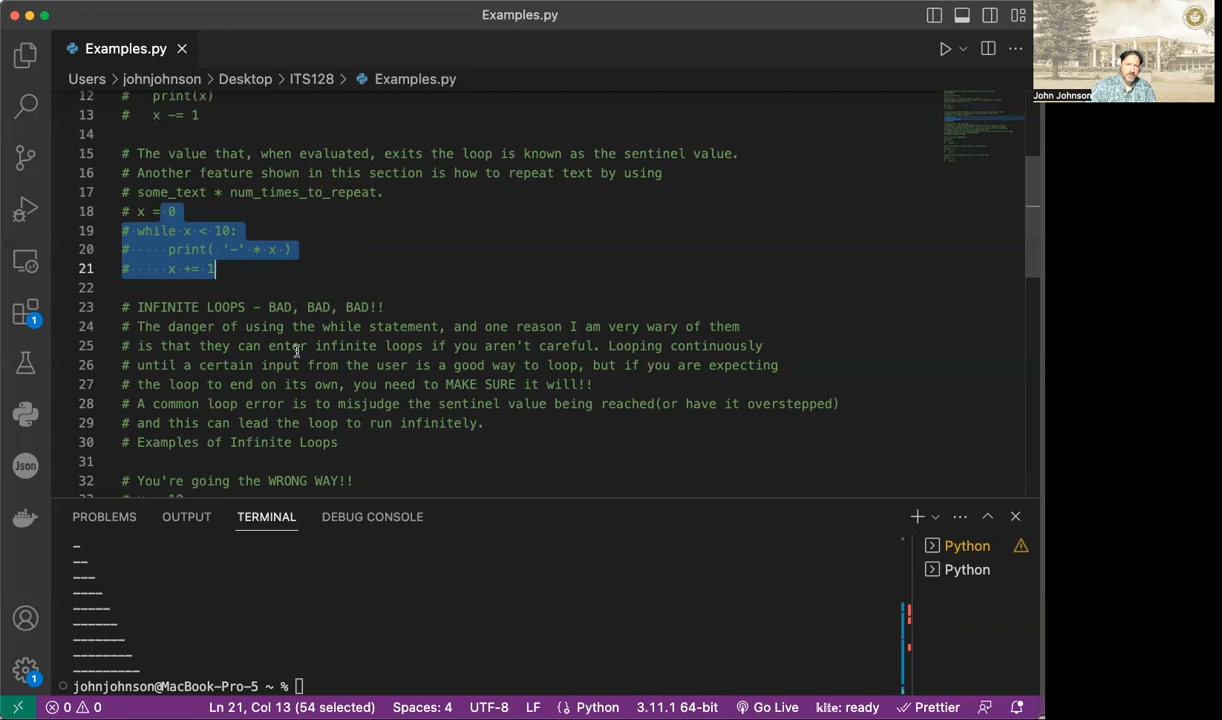 Examples.py
John Johnson
Examples.py
Users > johnjohnson > Desktop > ITS128 > Examples.py
12 #   print(x)
13 #   x -= 1
14
15 # The value that, when evaluated, exits the loop is known as the sentinel value.
16 # Another feature shown in this section is how to repeat text by using
17 # some_text * num_times_to_repeat.
18 # x = 0
19 # while x < 10:
20 #     print( '-' * x )
21 #     x += 1
22
23 # INFINITE LOOPS - BAD, BAD, BAD!!
24 # The danger of using the while statement, and one reason I am very wary of them
25 # is that they can enter infinite loops if you aren't careful. Looping continuously
26 # until a certain input from the user is a good way to loop, but if you are expecting
27 # the loop to end on its own, you need to MAKE SURE it will!!
28 # A common loop error is to misjudge the sentinel value being reached(or have it overstepped)
29 # and this can lead the loop to run infinitely.
30 # Examples of Infinite Loops
31
32 # You're going the WRONG WAY!!
1
Json
1
PROBLEMS OUTPUT TERMINAL DEBUG CONSOLE
-
--
---
----
-----
------
-------
--------
---------
johnjohnson@MacBook-Pro-5 ~ %
Python
Python
0 0 Ln 21, Col 13 (54 selected) Spaces: 4 UTF-8 LF Python 3.11.1 64-bit Go Live kite: ready Prettier